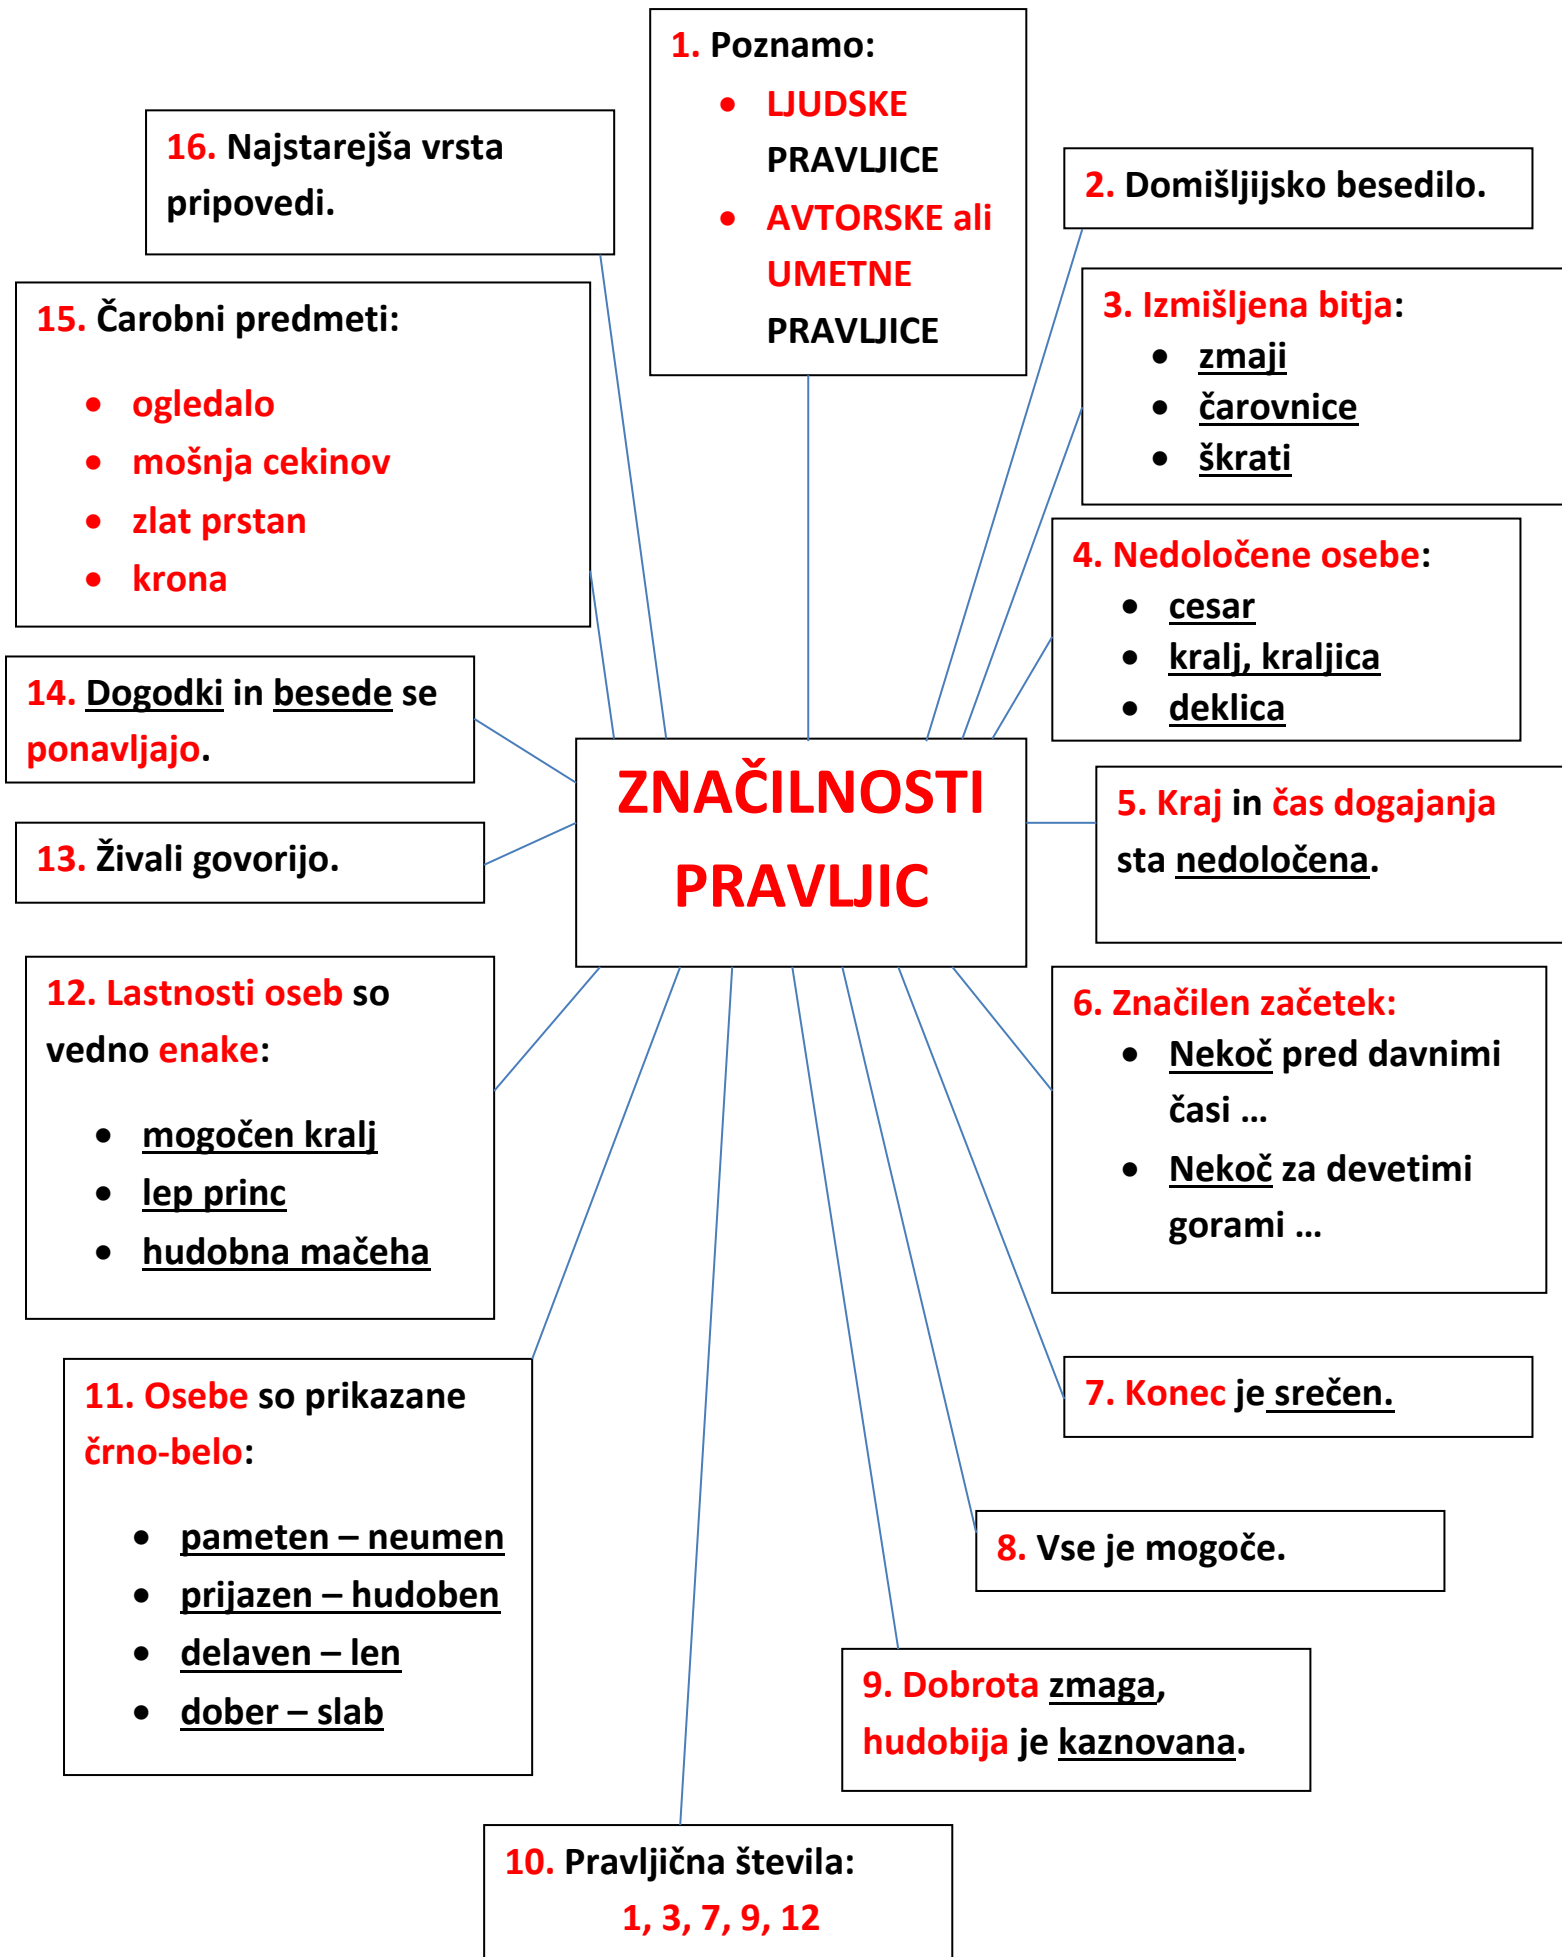 1. Poznamo:
• LJUDSKE
PRAVLJICE
• AVTORSKE ali
UMETNE
PRAVLJICE
2. Domišljijsko besedilo.
3. Izmišljena bitja:
• zmaji
• čarovnice
• škrati
4. Nedoločene osebe:
• cesar
• kralj, kraljica
• deklica
ZNAČILNOSTI
PRAVLJIC
5. Kraj in čas dogajanja
sta nedoločena.
6. Značilen začetek:
• Nekoč pred davnimi
časi ...
• Nekoč za devetimi
gorami ...
7. Konec je srečen.
8. Vse je mogoče.
9. Dobrota zmaga,
hudobija je kaznovana.
10. Pravljična števila:
1, 3, 7, 9, 12
11. Osebe so prikazane
črno-belo:
• pameten – neumen
• prijazen – hudoben
• delaven – len
• dober – slab
12. Lastnosti oseb so
vedno enake:
• mogočen kralj
• lep princ
• hudobna mačeha
13. Živali govorijo.
14. Dogodki in besede se
ponavljajo.
15. Čarobni predmeti:
• ogledalo
• mošnja cekinov
• zlat prstan
• krona
16. Najstarejša vrsta
pripovedi.